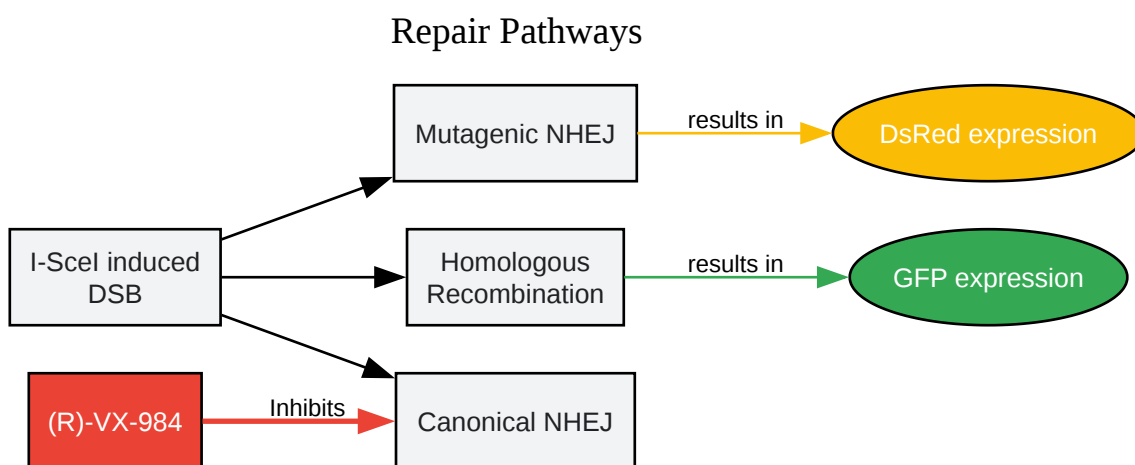 Repair Pathways
Mutagenic NHEJ
results in
DsRed expression
I-SceI induced
DSB
Homologous
Recombination
results in
GFP expression
(R)-VX-984
Inhibits
Canonical NHEJ